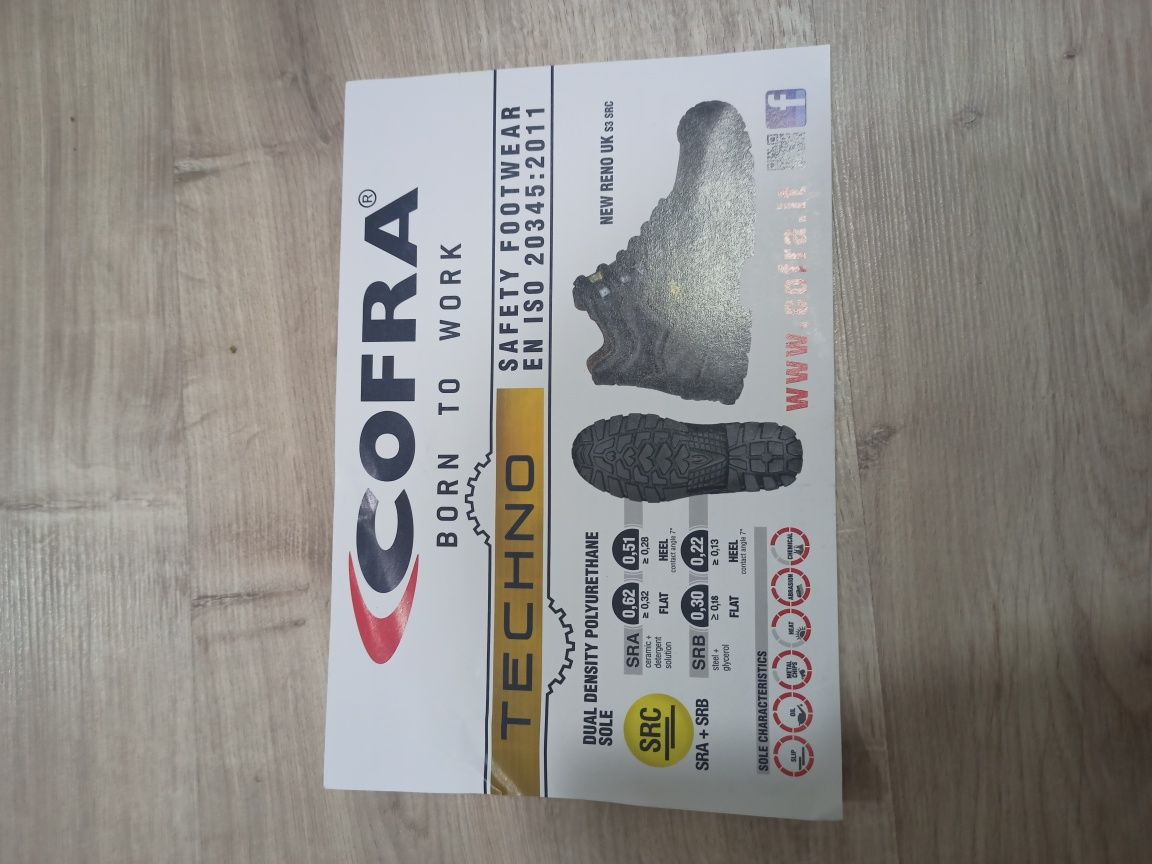 COFRA®
BORN TO WORK
TECHNO
SAFETY FOOTWEAR
EN ISO 20345:2011
DUAL DENSITY POLYURETHANE
SOLE
NEW RENO UK S3 SRC
SRC
SRA + SRB
SRA
ceramic +
detergent
solution
0,62
≥ 0,32
FLAT
0,51
≥ 0,28
HEEL
contact angle 7°
SRB
steel +
glycerol
0,30
≥ 0,18
FLAT
0,22
≥ 0,13
HEEL
contact angle 7°
SOLE CHARACTERISTICS
SLIP
OIL
METAL
CHIPS
HEAT
ABRASION
CHEMICAL
www.cofra.it
f